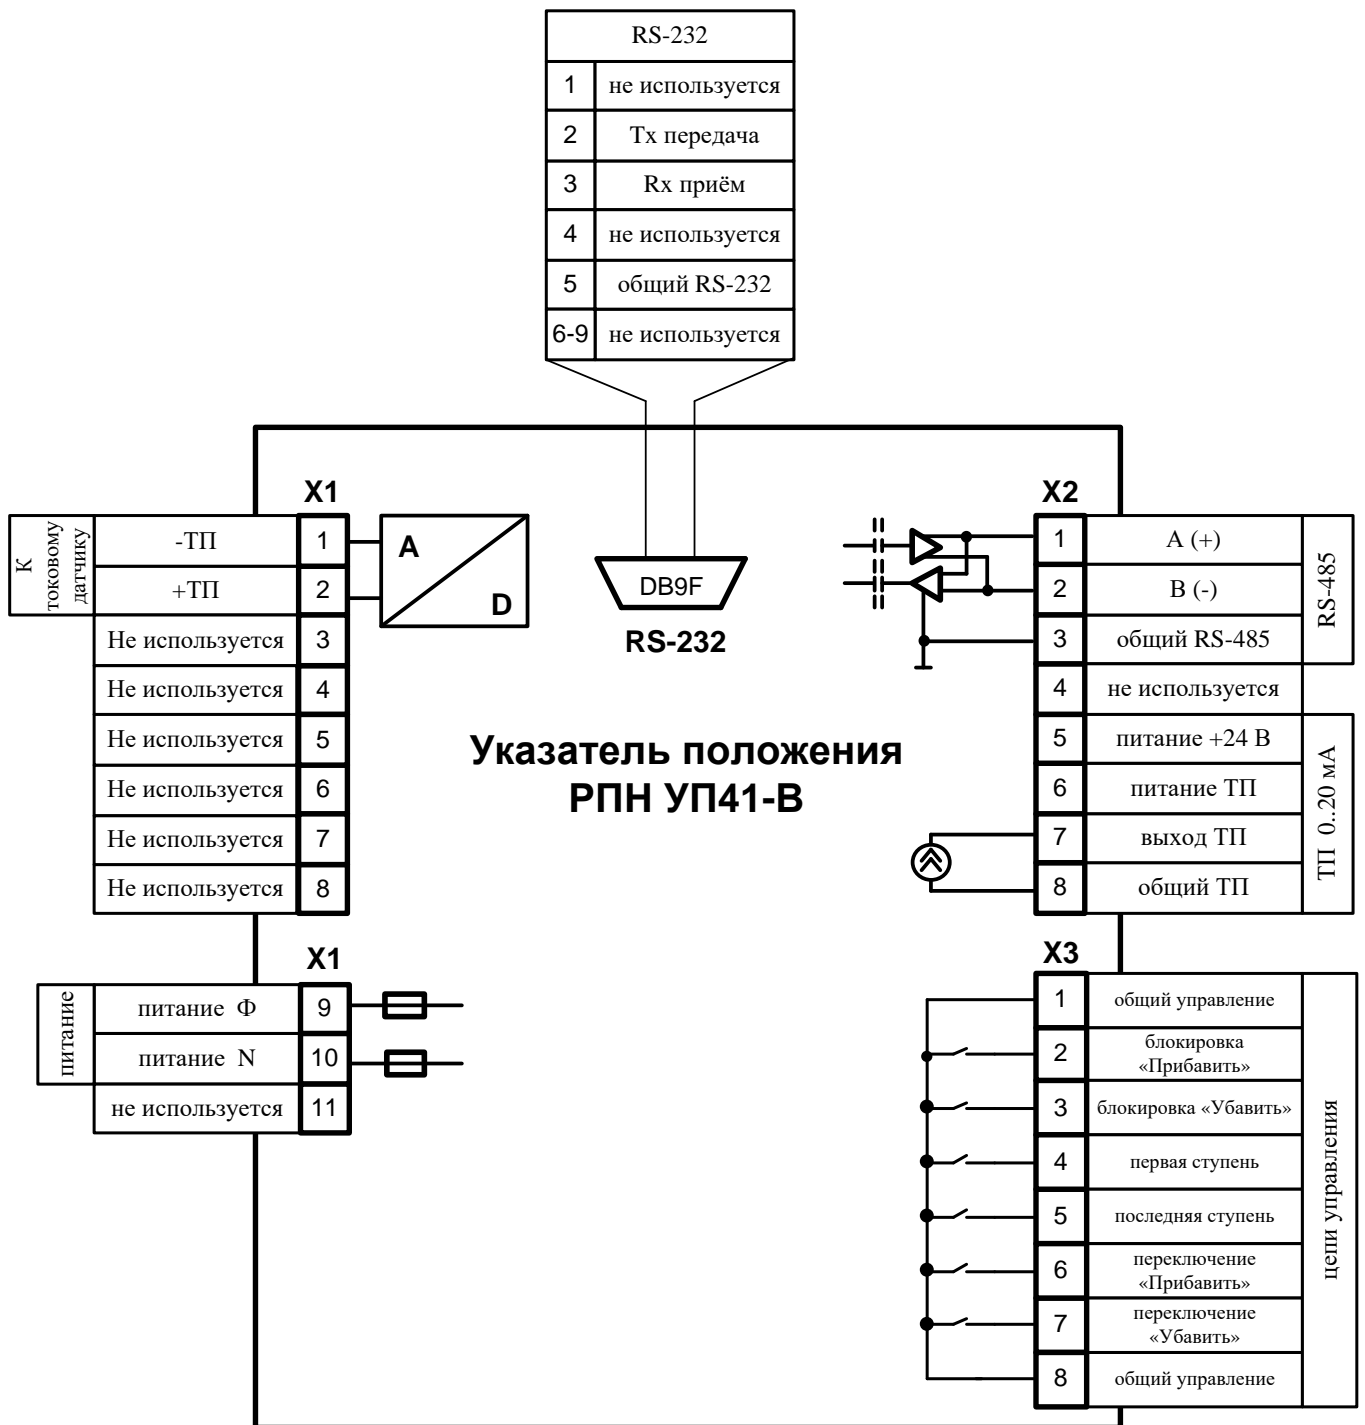 RS-232
1 не используется
2 Tx передача
3 Rx приём
4 не используется
5 общий RS-232
6-9 не используется
X1
К
токовому
датчику
-ТП 1
+ТП 2
Не используется 3
Не используется 4
Не используется 5
Не используется 6
Не используется 7
Не используется 8
A
D
DB9F
RS-232
Указатель положения
РПН УП41-В
X2
1 A (+)
2 B (-)
3 общий RS-485
RS-485
4 не используется
5 питание +24 В
6 питание ТП
7 выход ТП
8 общий ТП
ТП 0..20 мА
X1
питание
питание Ф 9
питание N 10
не используется 11
X3
1 общий управление
2 блокировка
«Прибавить»
3 блокировка «Убавить»
4 первая ступень
5 последняя ступень
6 переключение
«Прибавить»
7 переключение
«Убавить»
8 общий управление
цепи управления